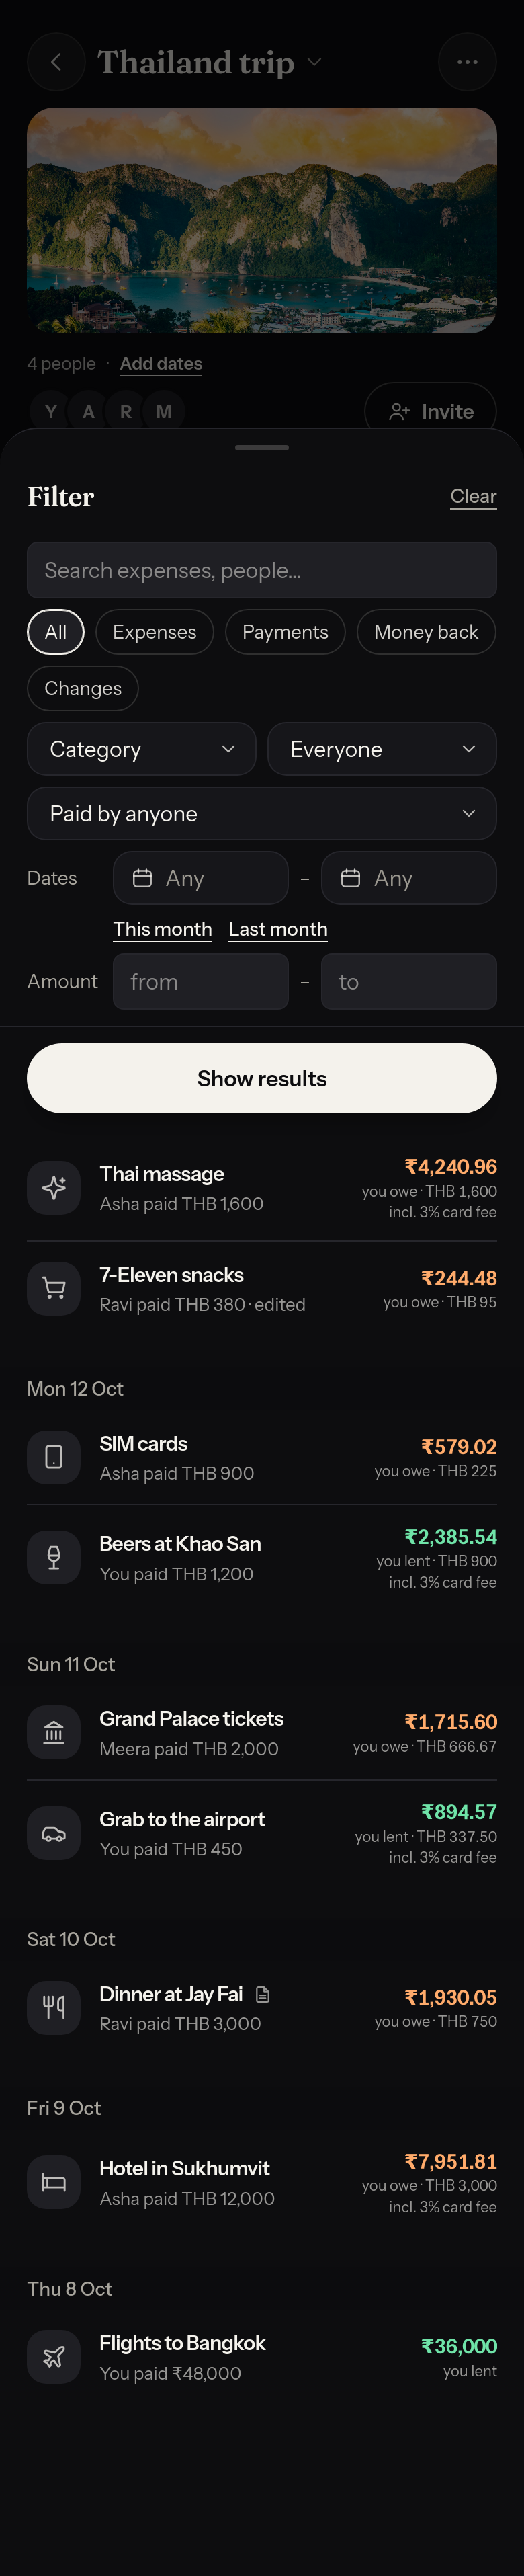 Thailand trip
4 people · Add dates
Y A R M
Invite
Filter
Clear
Search expenses, people...
All
Expenses
Payments
Money back
Changes
Category
Everyone
Paid by anyone
Dates
Any
–
Any
This month
Last month
Amount
from
–
to
Show results
Thai massage
₹4,240.96
Asha paid THB 1,600
you owe · THB 1,600
incl. 3% card fee
7-Eleven snacks
₹244.48
Ravi paid THB 380 · edited
you owe · THB 95
Mon 12 Oct
SIM cards
₹579.02
Asha paid THB 900
you owe · THB 225
Beers at Khao San
₹2,385.54
You paid THB 1,200
you lent · THB 900
incl. 3% card fee
Sun 11 Oct
Grand Palace tickets
₹1,715.60
Meera paid THB 2,000
you owe · THB 666.67
Grab to the airport
₹894.57
You paid THB 450
you lent · THB 337.50
incl. 3% card fee
Sat 10 Oct
Dinner at Jay Fai
₹1,930.05
Ravi paid THB 3,000
you owe · THB 750
Fri 9 Oct
Hotel in Sukhumvit
₹7,951.81
Asha paid THB 12,000
you owe · THB 3,000
incl. 3% card fee
Thu 8 Oct
Flights to Bangkok
₹36,000
You paid ₹48,000
you lent